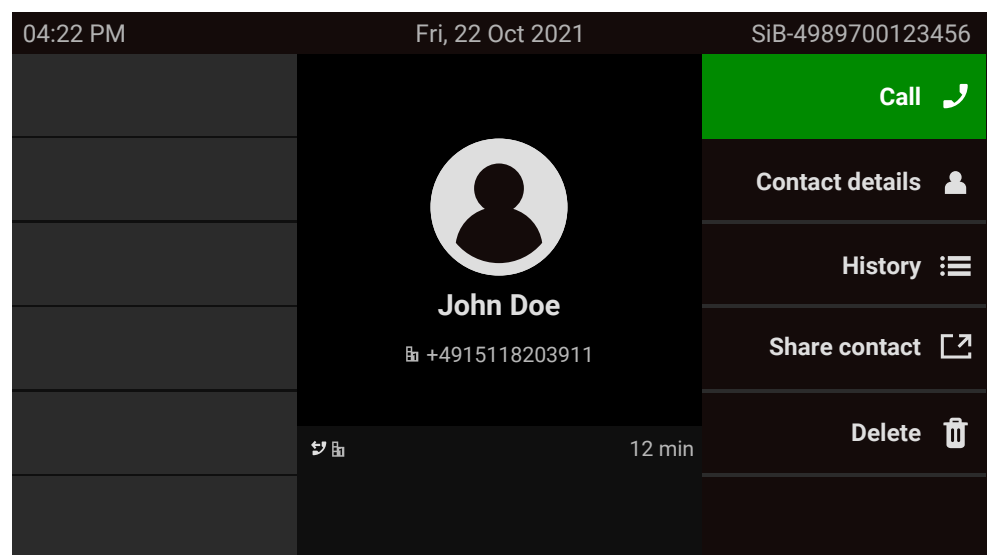 04:22 PM Fri, 22 Oct 2021 SiB-4989700123456
Call
Contact details
History
John Doe
Share contact
+4915118203911
Delete
12 min